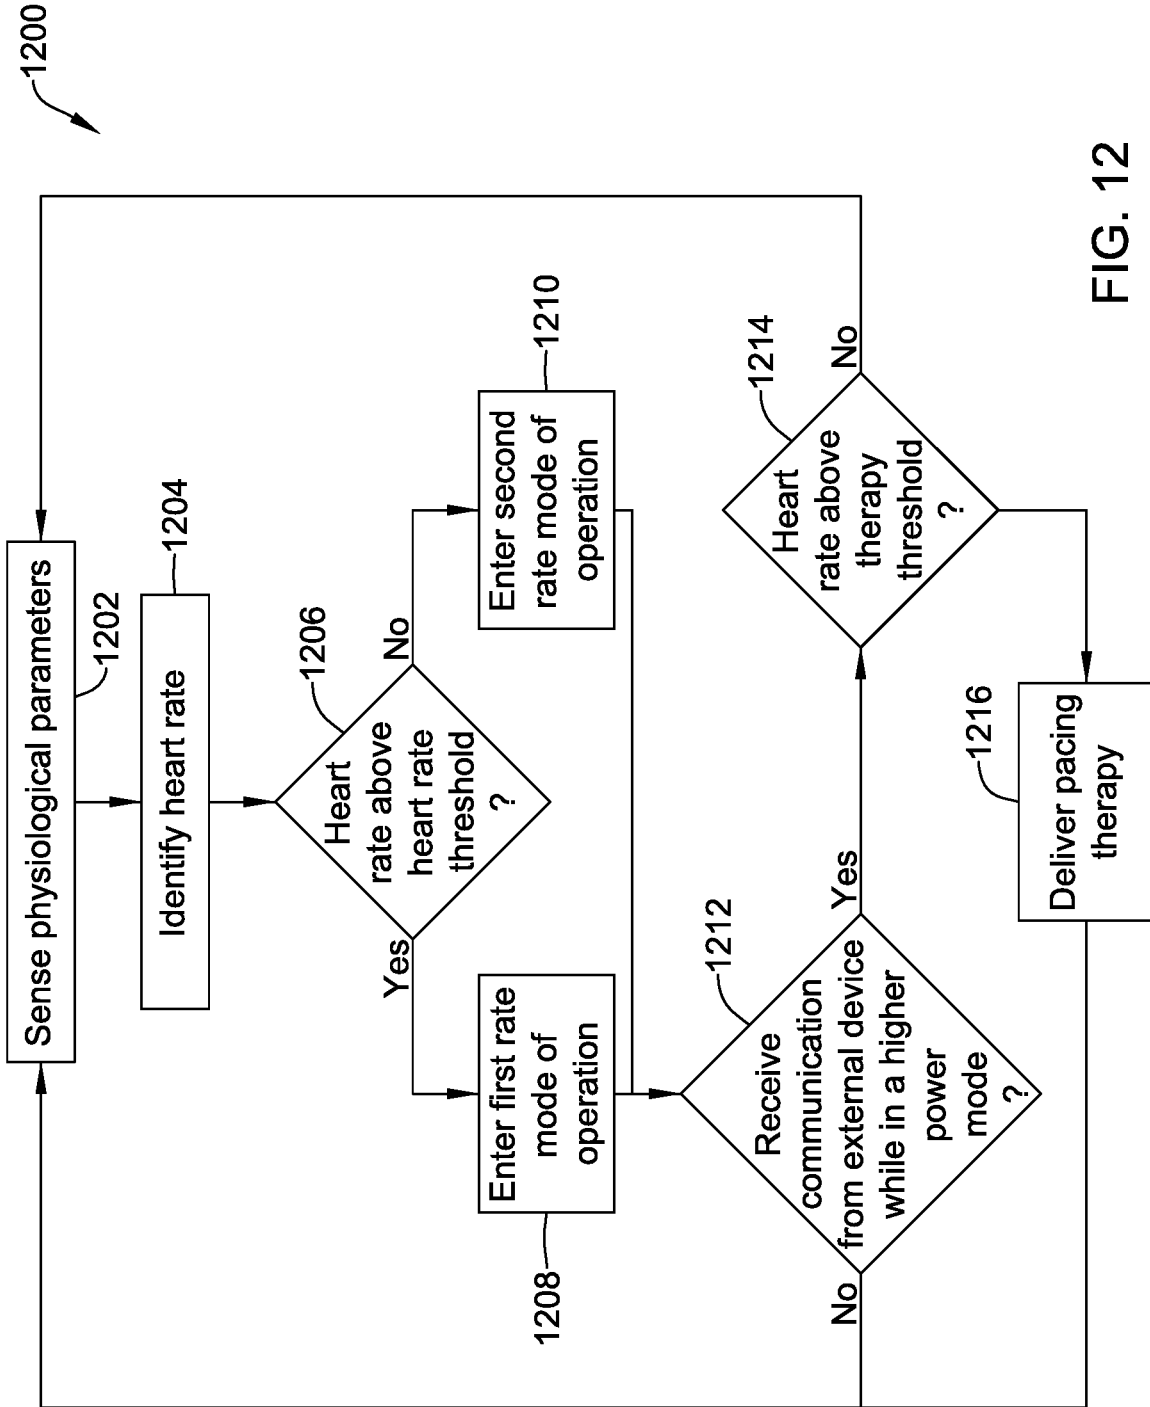 1200
Sense physiological parameters
1202
Identify heart rate
1204
Heart
rate above
heart rate
threshold
?
1206
Yes
No
Enter first rate
mode of
operation
1208
Enter second
rate mode of
operation
1210
Receive
communication
from external device
while in a higher
power
mode
?
1212
No
Yes
Heart
rate above
therapy
threshold
?
1214
No
Deliver pacing
therapy
1216
FIG. 12